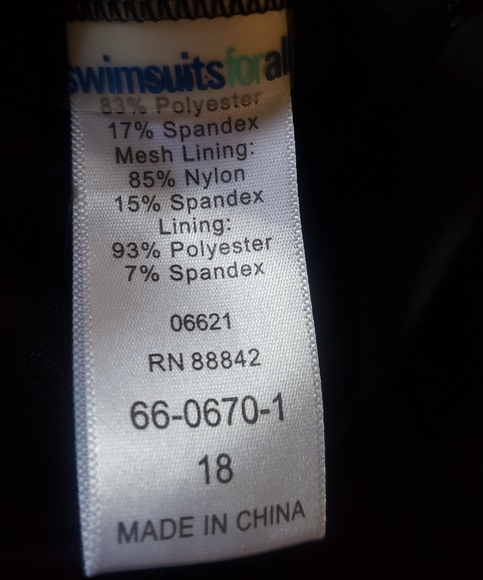 swimsuitsforall
83% Polyester
17% Spandex
Mesh Lining:
85% Nylon
15% Spandex
Lining:
93% Polyester
7% Spandex
06621
RN 88842
66-0670-1
18
MADE IN CHINA